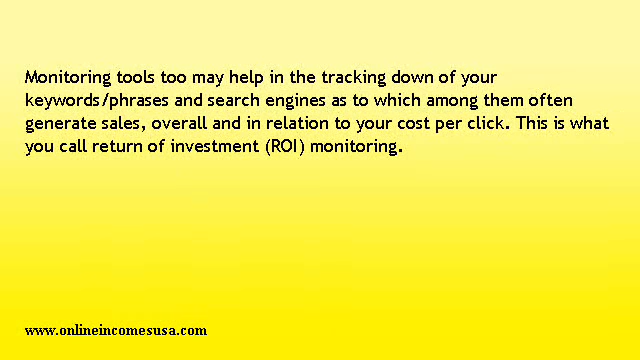 Monitoring tools too may help in the tracking down of your
keywords/phrases and search engines as to which among them often
generate sales, overall and in relation to your cost per click. This is what
you call return of investment (ROI) monitoring.
www.onlineincomesusa.com